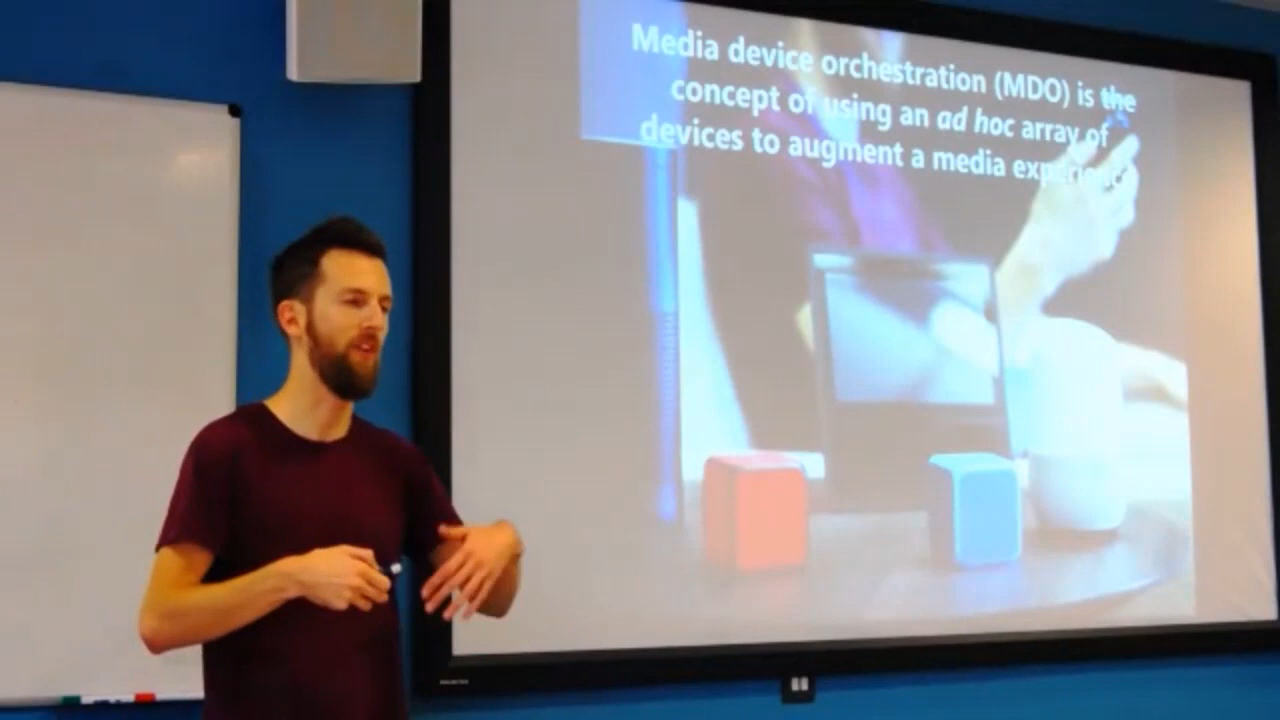 Media device orchestration (MDO) is the
concept of using an ad hoc array of
devices to augment a media experience